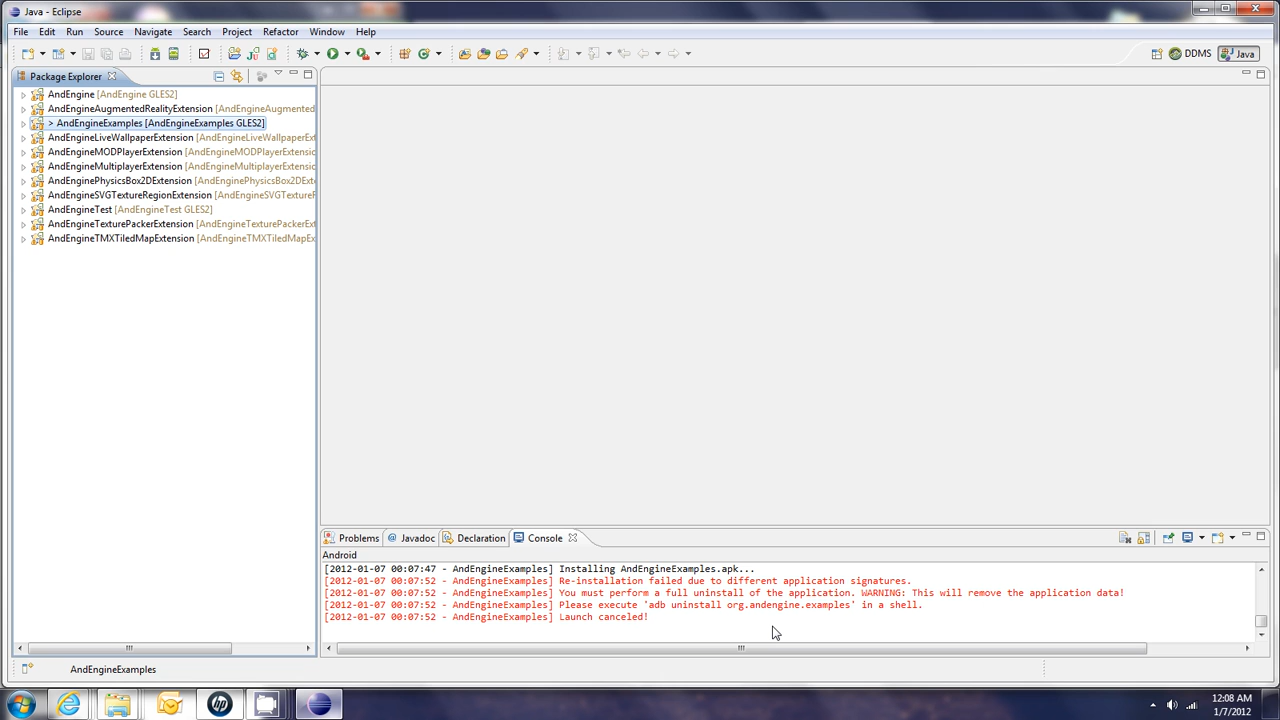 Java - Eclipse
File Edit Run Source Navigate Search Project Refactor Window Help
DDMS Java
Package Explorer
AndEngine [AndEngine GLES2]
AndEngineAugmentedRealityExtension [AndEngineAugmented
> AndEngineExamples [AndEngineExamples GLES2]
AndEngineLiveWallpaperExtension [AndEngineLiveWallpaperExt
AndEngineMODPlayerExtension [AndEngineMODPlayerExtensio
AndEngineMultiplayerExtension [AndEngineMultiplayerExtensio
AndEnginePhysicsBox2DExtension [AndEnginePhysicsBox2DExte
AndEngineSVGTextureRegionExtension [AndEngineSVGTextureF
AndEngineTest [AndEngineTest GLES2]
AndEngineTexturePackerExtension [AndEngineTexturePackerExt
AndEngineTMXTiledMapExtension [AndEngineTMXTiledMapEx
Problems @ Javadoc Declaration Console
Android
[2012-01-07 00:07:47 - AndEngineExamples] Installing AndEngineExamples.apk...
[2012-01-07 00:07:52 - AndEngineExamples] Re-installation failed due to different application signatures.
[2012-01-07 00:07:52 - AndEngineExamples] You must perform a full uninstall of the application. WARNING: This will remove the application data!
[2012-01-07 00:07:52 - AndEngineExamples] Please execute 'adb uninstall org.andengine.examples' in a shell.
[2012-01-07 00:07:52 - AndEngineExamples] Launch canceled!
AndEngineExamples
hp
12:08 AM
1/7/2012